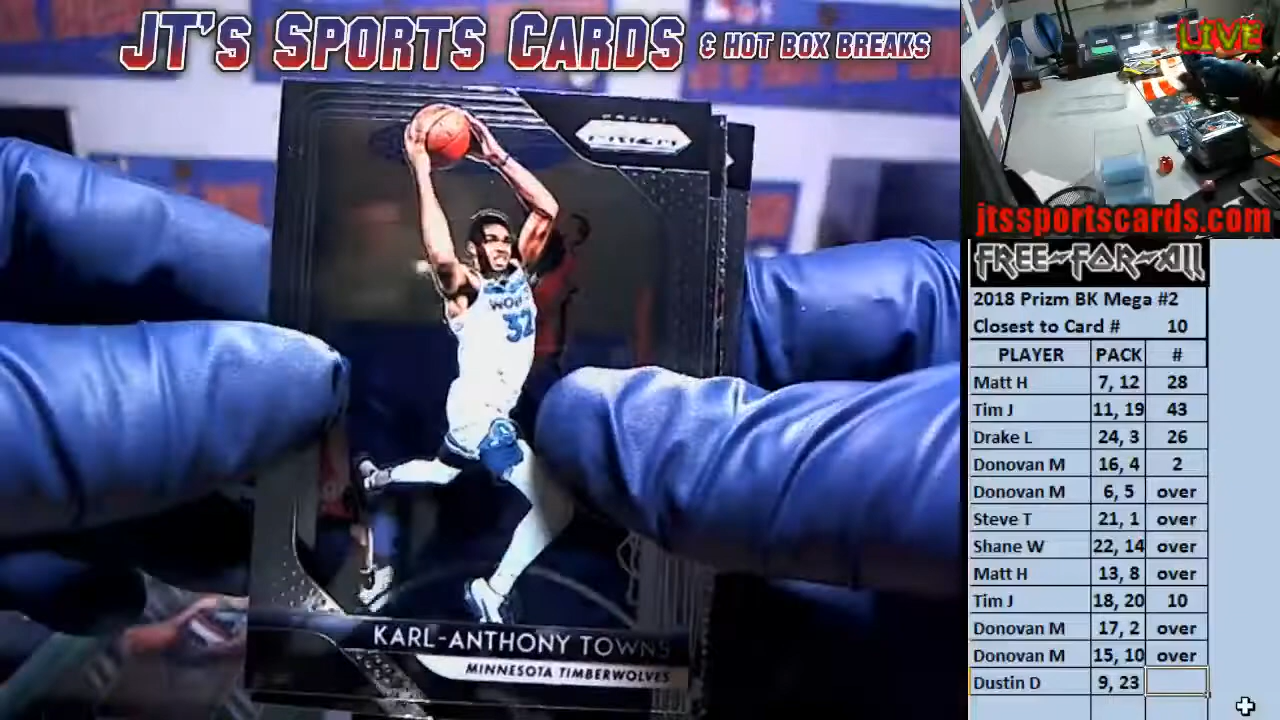 JT'S SPORTS CARDS & HOT BOX BREAKS
LIVE
jtssportscards.com
FREE-FOR-ALL
2018 Prizm BK Mega #2
Closest to Card # 10
PLAYER PACK #
Matt H 7, 12 28
Tim J 11, 19 43
Drake L 24, 3 26
Donovan M 16, 4 2
Donovan M 6, 5 over
Steve T 21, 1 over
Shane W 22, 14 over
Matt H 13, 8 over
Tim J 18, 20 10
Donovan M 17, 2 over
Donovan M 15, 10 over
Dustin D 9, 23
PANINI
PRIZM
WOLVES
32
KARL-ANTHONY TOWNS
MINNESOTA TIMBERWOLVES